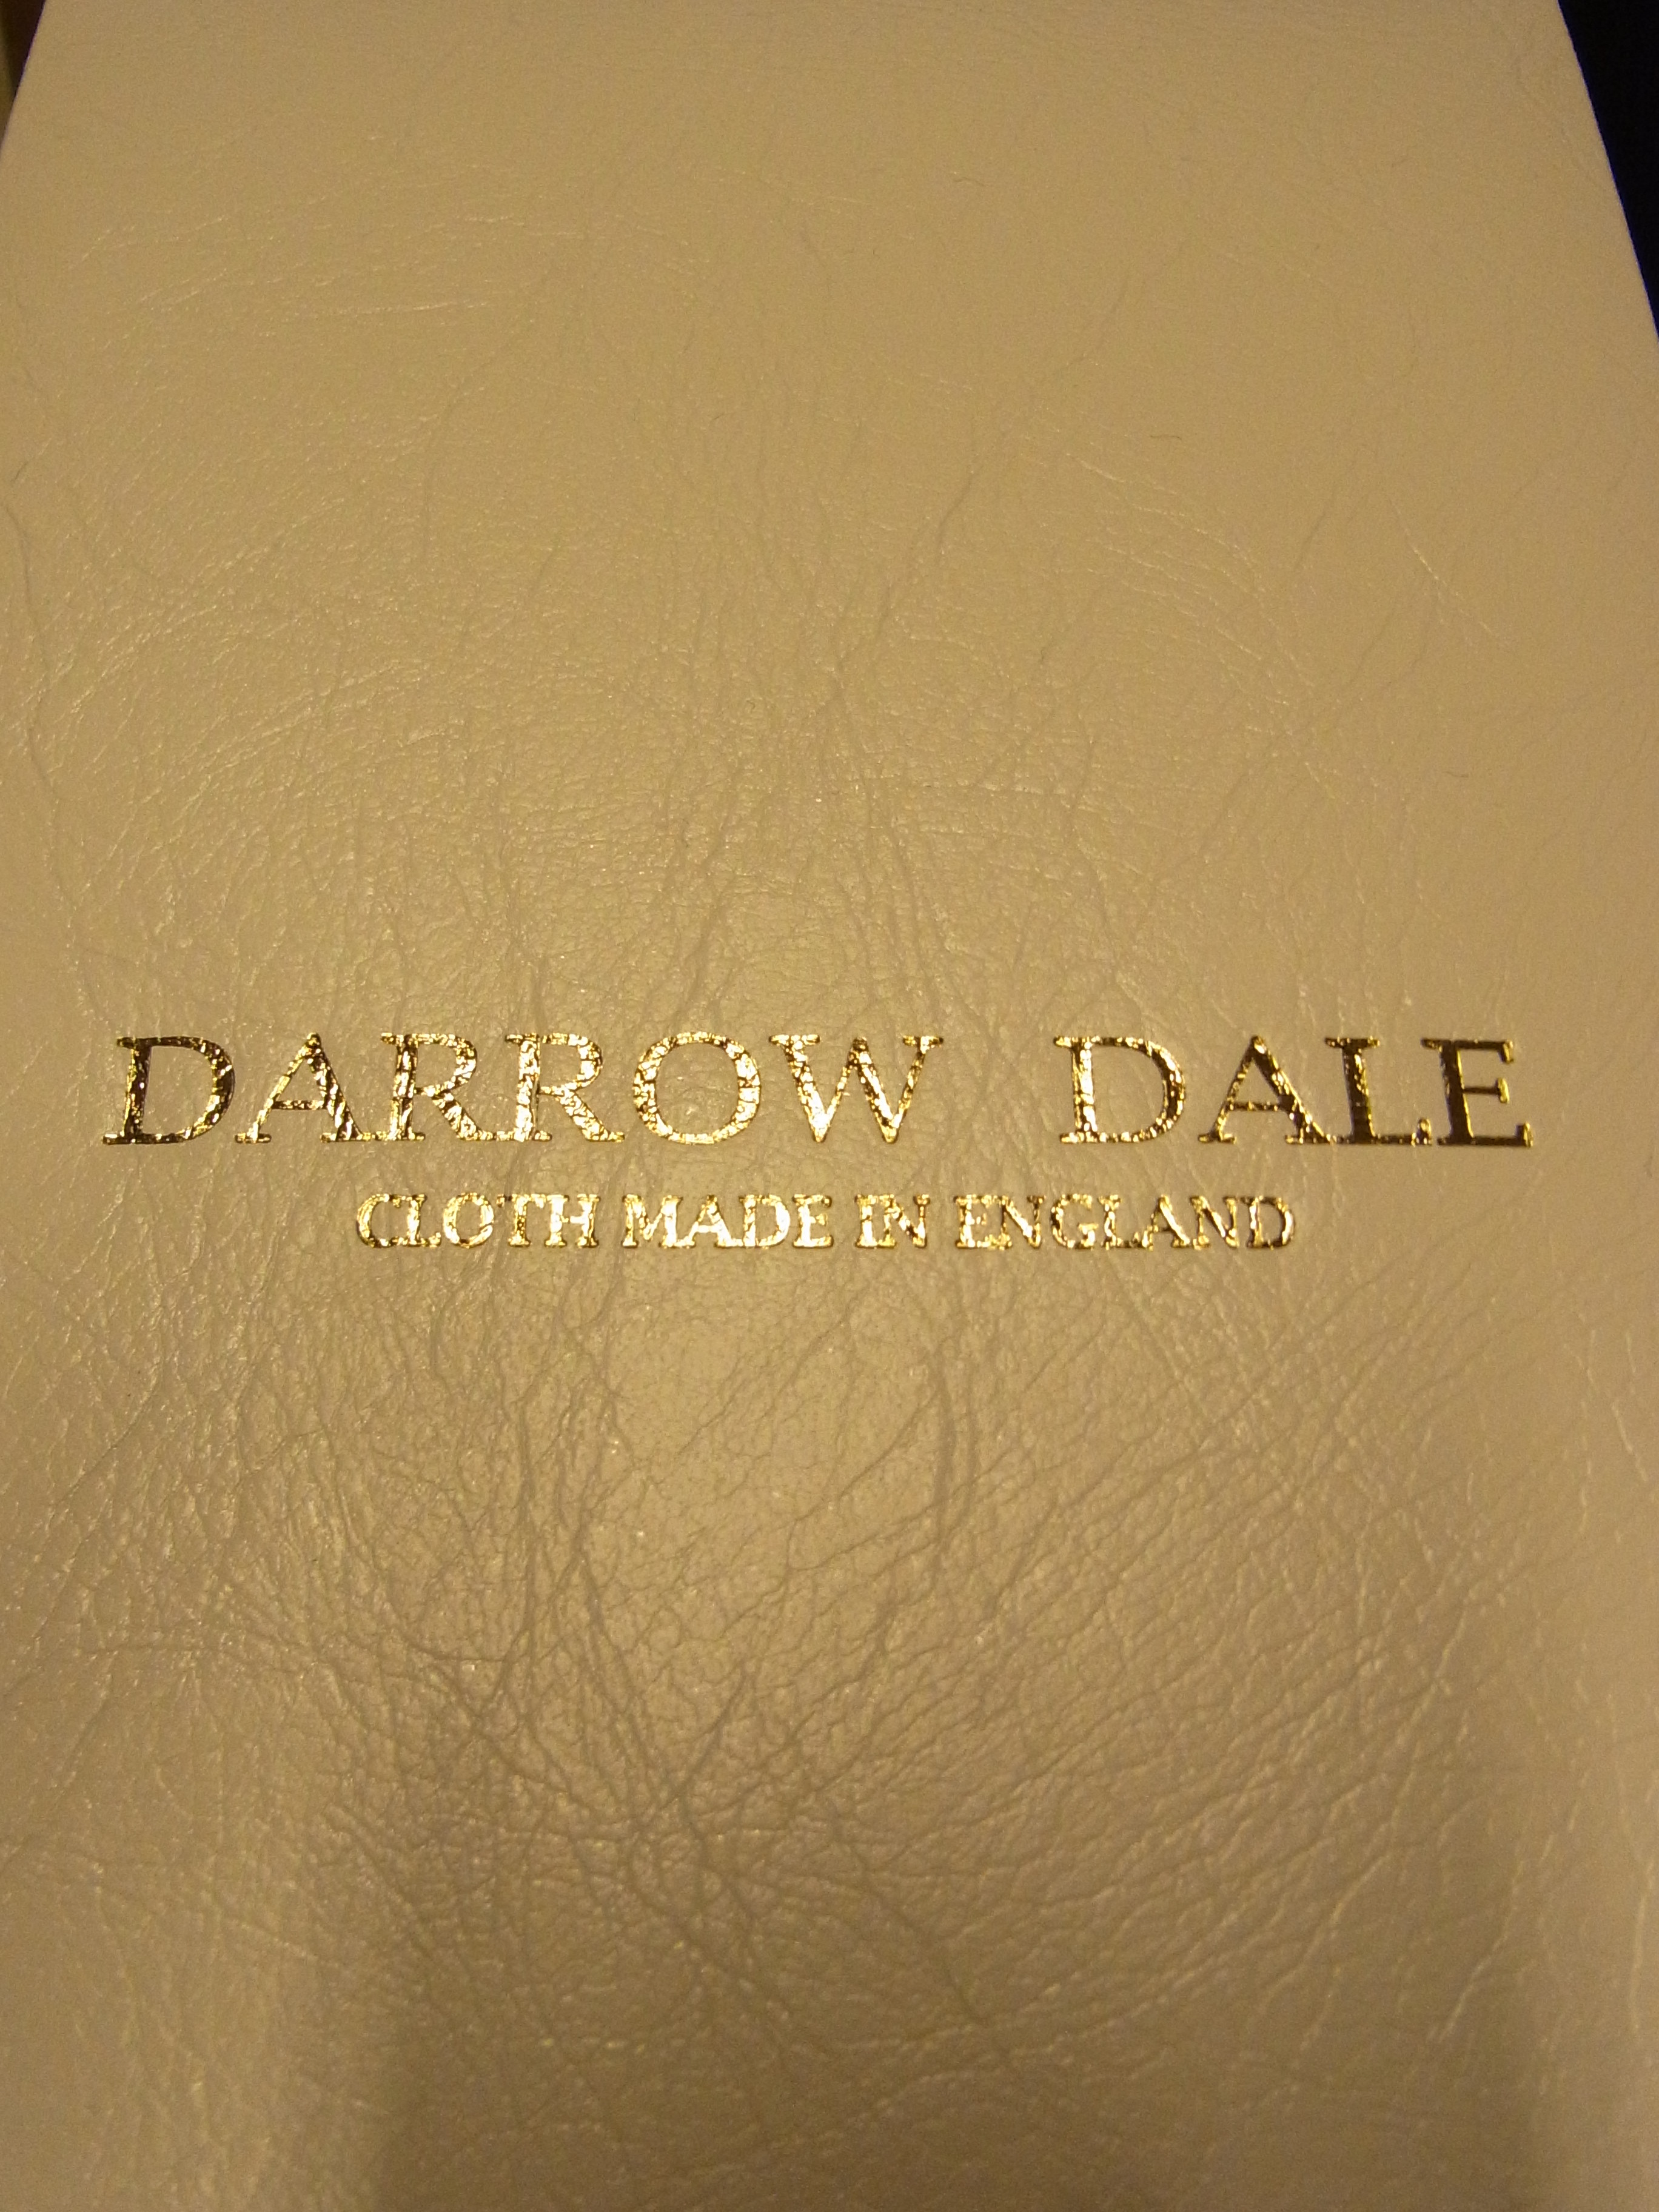 DARROW DALE
CLOTH MADE IN ENGLAND